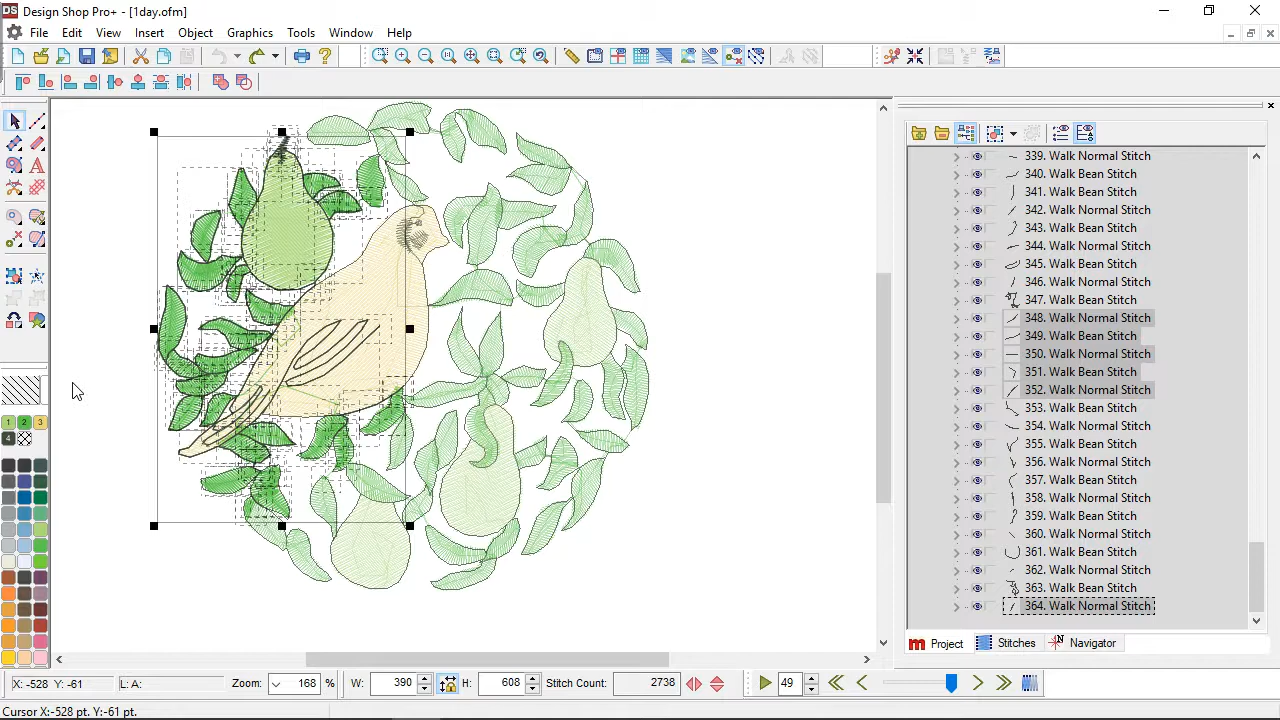 DS Design Shop Pro+ - [1day.ofm]
File Edit View Insert Object Graphics Tools Window Help
339. Walk Normal Stitch
340. Walk Bean Stitch
341. Walk Bean Stitch
342. Walk Normal Stitch
343. Walk Bean Stitch
344. Walk Normal Stitch
345. Walk Bean Stitch
346. Walk Normal Stitch
347. Walk Bean Stitch
348. Walk Normal Stitch
349. Walk Bean Stitch
350. Walk Normal Stitch
351. Walk Bean Stitch
352. Walk Normal Stitch
353. Walk Bean Stitch
354. Walk Normal Stitch
355. Walk Bean Stitch
356. Walk Normal Stitch
357. Walk Bean Stitch
358. Walk Normal Stitch
359. Walk Bean Stitch
360. Walk Normal Stitch
361. Walk Bean Stitch
362. Walk Normal Stitch
363. Walk Bean Stitch
364. Walk Normal Stitch
1 2 3
4
m Project Stitches N Navigator
X: -528 Y: -61 L: A: Zoom: 168 % W: 390 H: 608 Stitch Count: 2738 49
Cursor X:-528 pt. Y:-61 pt.